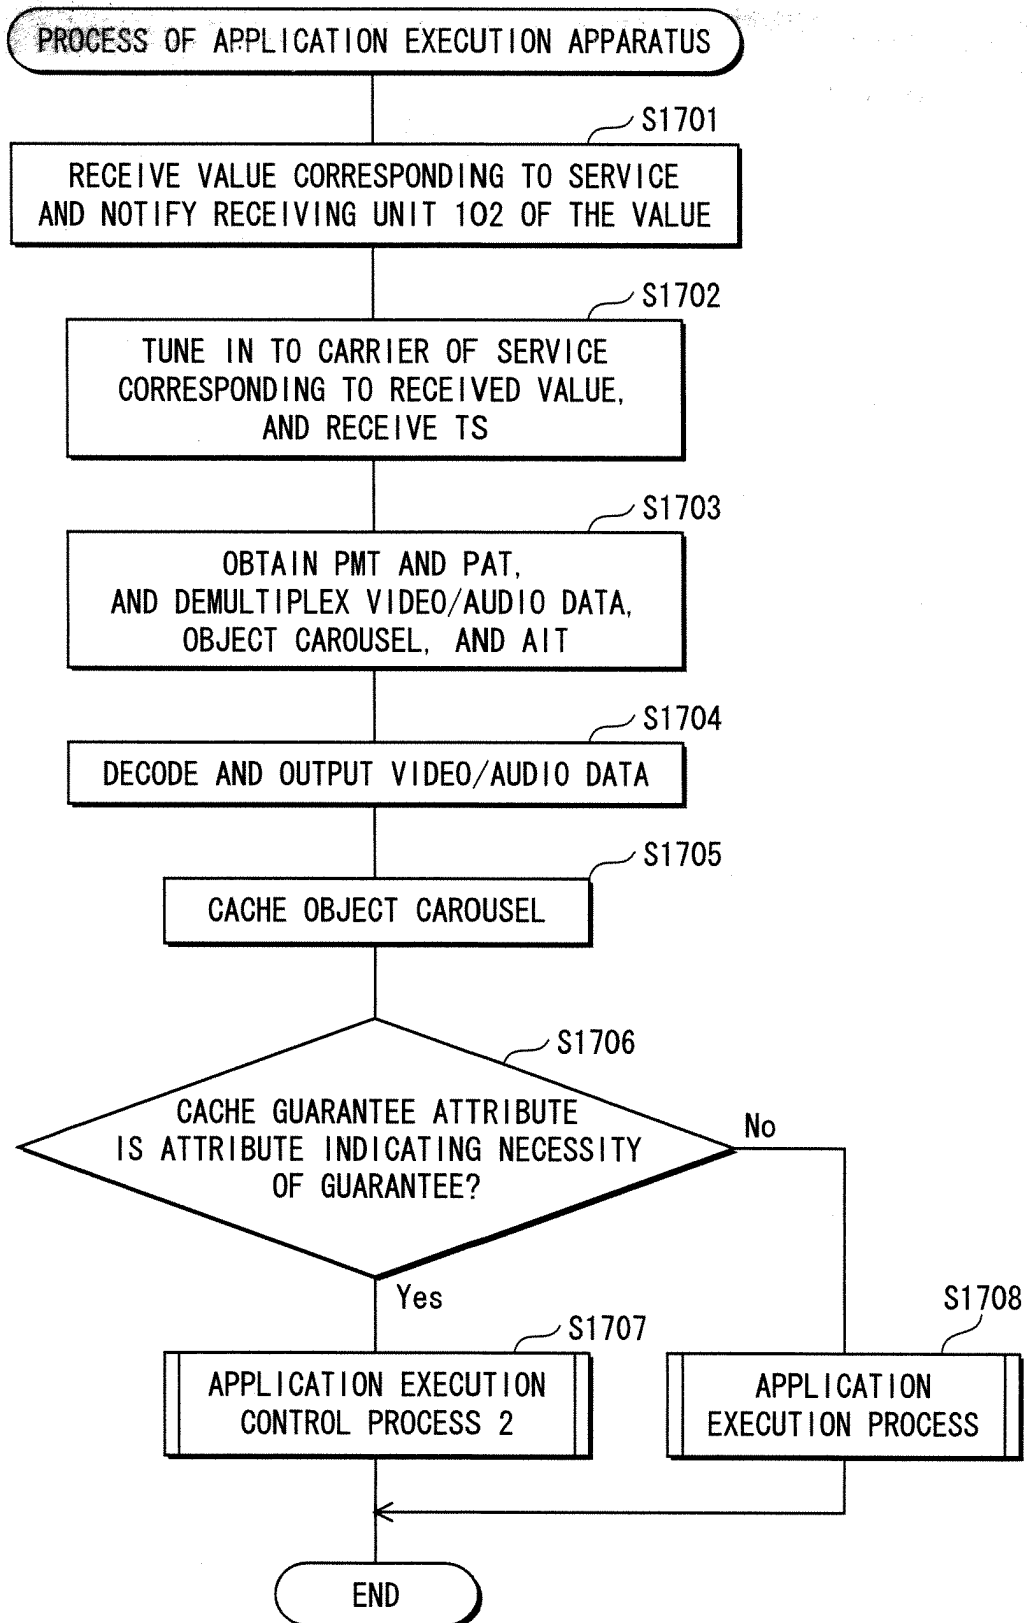 PROCESS OF APPLICATION EXECUTION APPARATUS
S1701
RECEIVE VALUE CORRESPONDING TO SERVICE
AND NOTIFY RECEIVING UNIT 102 OF THE VALUE
S1702
TUNE IN TO CARRIER OF SERVICE
CORRESPONDING TO RECEIVED VALUE,
AND RECEIVE TS
S1703
OBTAIN PMT AND PAT,
AND DEMULTIPLEX VIDEO/AUDIO DATA,
OBJECT CAROUSEL, AND AIT
S1704
DECODE AND OUTPUT VIDEO/AUDIO DATA
S1705
CACHE OBJECT CAROUSEL
S1706
CACHE GUARANTEE ATTRIBUTE
IS ATTRIBUTE INDICATING NECESSITY
OF GUARANTEE?
No
Yes
S1707
APPLICATION EXECUTION
CONTROL PROCESS 2
S1708
APPLICATION
EXECUTION PROCESS
END